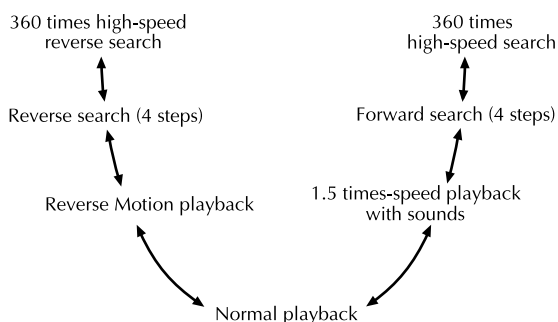 360 times high-speed
reverse search
360 times
high-speed search
Reverse search (4 steps)
Forward search (4 steps)
Reverse Motion playback
1.5 times-speed playback
with sounds
Normal playback